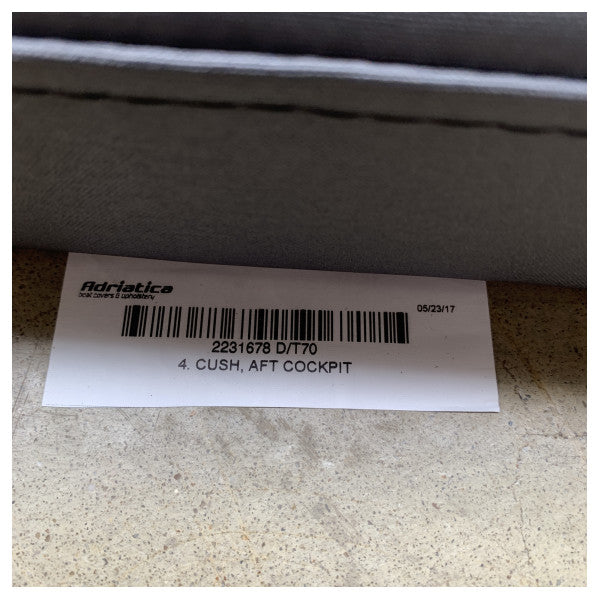 Adriatica
boat covers & upholstery
05/23/17
2231678 D/T70
4. CUSH, AFT COCKPIT